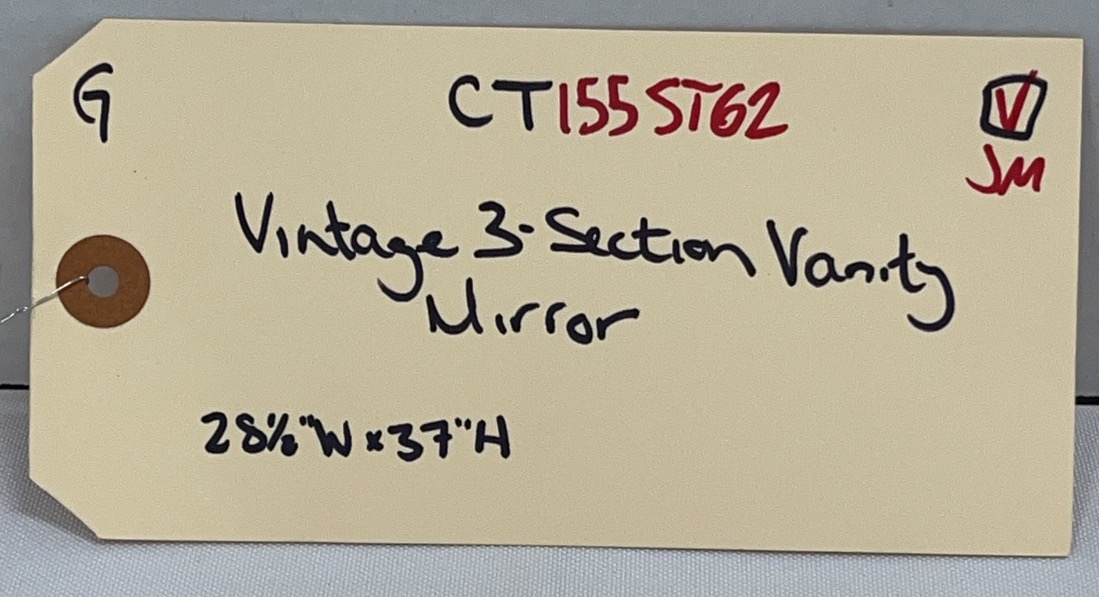 G CT155ST62 V
JM
Vintage 3-Section Vanity
Mirror
28½"W x 37"H